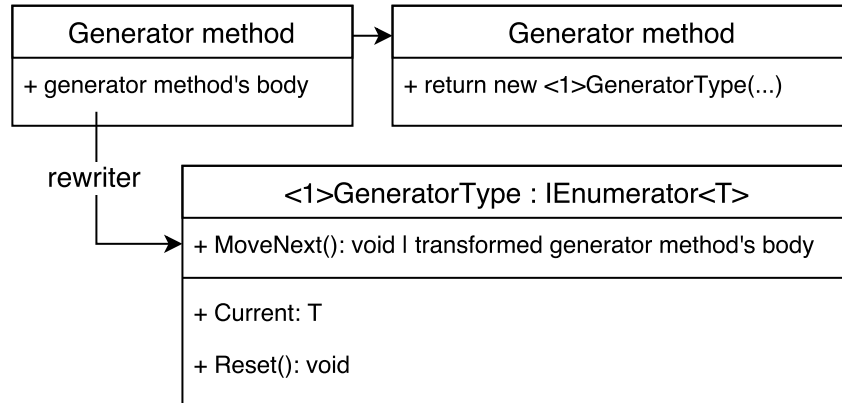 Generator method
Generator method
+ generator method's body
+ return new <1>GeneratorType(...)
rewriter
<1>GeneratorType : IEnumerator<T>
+ MoveNext(): void | transformed generator method's body
+ Current: T
+ Reset(): void